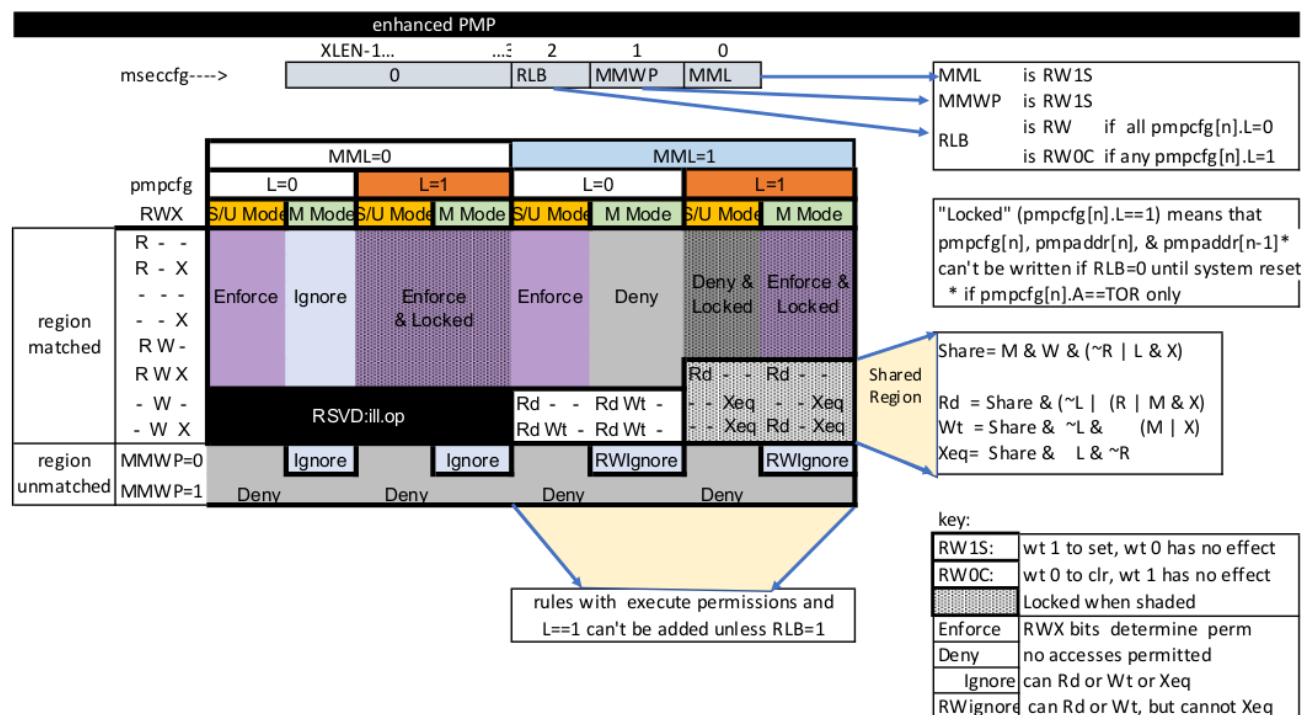 enhanced PMP
XLEN-1... ...3 2 1 0
mseccfg----> 0 RLB MMWP MML
MML is RW1S
MMWP is RW1S
RLB is RW if all pmpcfg[n].L=0
is RW0C if any pmpcfg[n].L=1
MML=0 MML=1
pmpcfg L=0 L=1 L=0 L=1
RWX S/U Mode M Mode S/U Mode M Mode S/U Mode M Mode S/U Mode M Mode
"Locked" (pmpcfg[n].L==1) means that
pmpcfg[n], pmpaddr[n], & pmpaddr[n-1]*
can't be written if RLB=0 until system reset
* if pmpcfg[n].A==TOR only
region
matched
R - -
R - X
- - -
- - X
R W -
R W X
- W -
- W X
Enforce Ignore Enforce
& Locked
Enforce Deny
Deny &
Locked
Enforce &
Locked
RSVD:ill.op
Rd - - Rd Wt -
Rd Wt - Rd Wt -
Rd - - Rd - -
- - Xeq - - Xeq
- - Xeq Rd - Xeq
Shared
Region
Share= M & W & (~R | L & X)
Rd = Share & (~L | (R | M & X)
Wt = Share & ~L & (M | X)
Xeq= Share & L & ~R
region
unmatched
MMWP=0 Ignore Ignore RWIgnore RWIgnore
MMWP=1 Deny Deny Deny Deny
rules with execute permissions and
L==1 can't be added unless RLB=1
key:
RW1S: wt 1 to set, wt 0 has no effect
RW0C: wt 0 to clr, wt 1 has no effect
Locked when shaded
Enforce RWX bits determine perm
Deny no accesses permitted
Ignore can Rd or Wt or Xeq
RWignore can Rd or Wt, but cannot Xeq